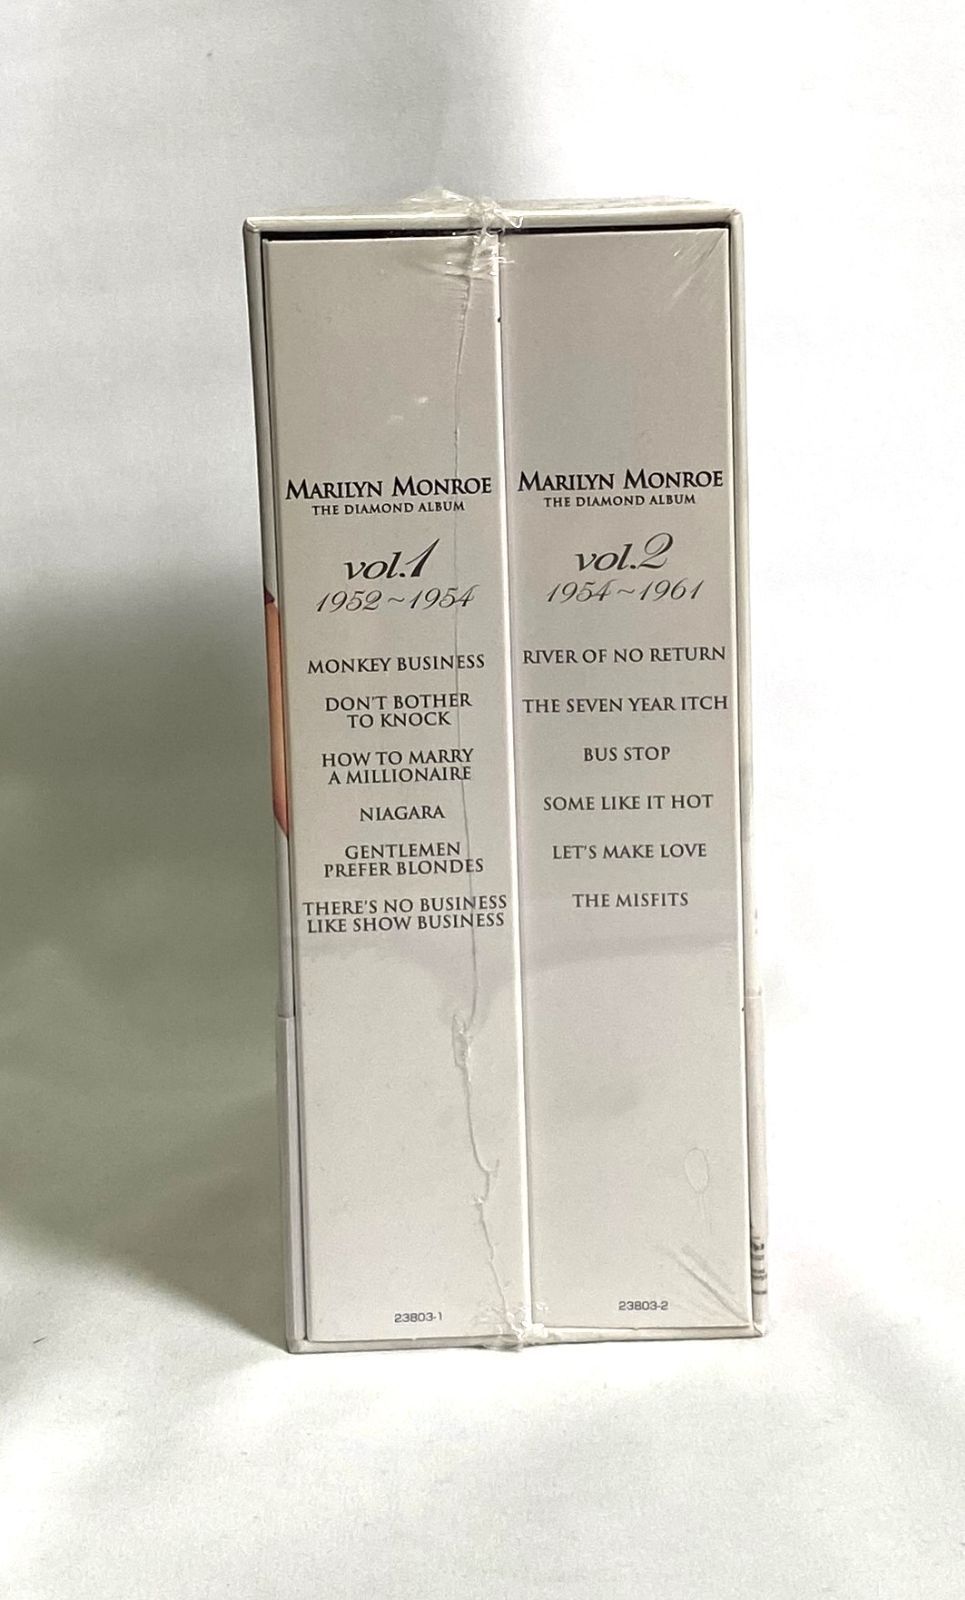 MARILYN MONROE
THE DIAMOND ALBUM
vol.1
1952~1954
MONKEY BUSINESS
DON'T BOTHER
TO KNOCK
HOW TO MARRY
A MILLIONAIRE
NIAGARA
GENTLEMEN
PREFER BLONDES
THERE'S NO BUSINESS
LIKE SHOW BUSINESS
23803-1
MARILYN MONROE
THE DIAMOND ALBUM
vol.2
1954~1961
RIVER OF NO RETURN
THE SEVEN YEAR ITCH
BUS STOP
SOME LIKE IT HOT
LET'S MAKE LOVE
THE MISFITS
23803-2